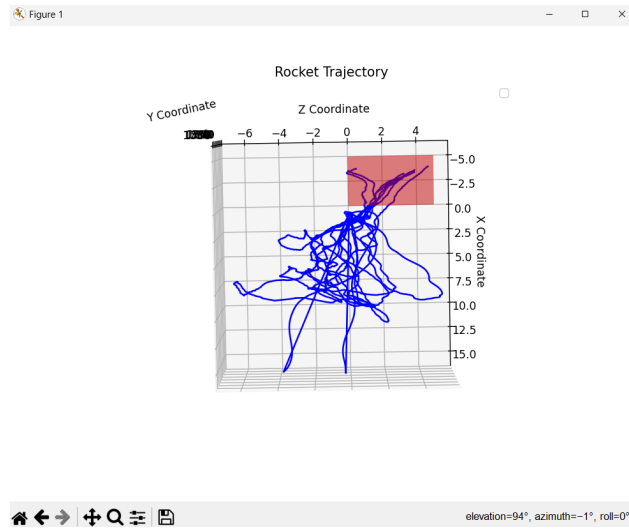 Figure 1
Rocket Trajectory
Y Coordinate
Z Coordinate
−6 −4 −2 0 2 4
−5.0
−2.5
0.0
2.5
5.0
7.5
10.0
12.5
15.0
X Coordinate
elevation=94°, azimuth=−1°, roll=0°